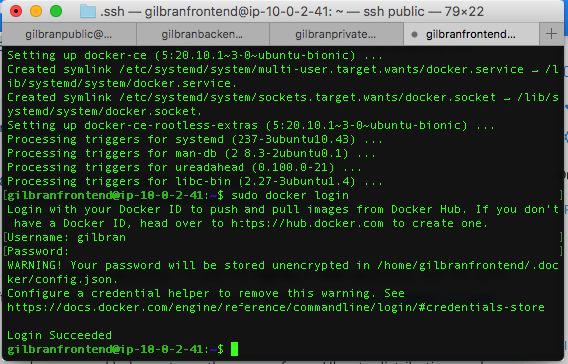 .ssh — gilbranfrontend@ip-10-0-2-41: ~ — ssh public — 79×22
gilbranpublic@... gilbranbacken... gilbranprivate... gilbranfrontend... +
Setting up docker-ce (5:20.10.1~3-0~ubuntu-bionic) ...
Created symlink /etc/systemd/system/multi-user.target.wants/docker.service → /l
ib/systemd/system/docker.service.
Created symlink /etc/systemd/system/sockets.target.wants/docker.socket → /lib/s
ystemd/system/docker.socket.
Setting up docker-ce-rootless-extras (5:20.10.1~3-0~ubuntu-bionic) ...
Processing triggers for systemd (237-3ubuntu10.43) ...
Processing triggers for man-db (2.8.3-2ubuntu0.1) ...
Processing triggers for ureadahead (0.100.0-21) ...
Processing triggers for libc-bin (2.27-3ubuntu1.4) ...
[gilbranfrontend@ip-10-0-2-41:~$ sudo docker login ]
Login with your Docker ID to push and pull images from Docker Hub. If you don't
have a Docker ID, head over to https://hub.docker.com to create one.
[Username: gilbran ]
[Password: ]
WARNING! Your password will be stored unencrypted in /home/gilbranfrontend/.doc
ker/config.json.
Configure a credential helper to remove this warning. See
https://docs.docker.com/engine/reference/commandline/login/#credentials-store
Login Succeeded
gilbranfrontend@ip-10-0-2-41:~$